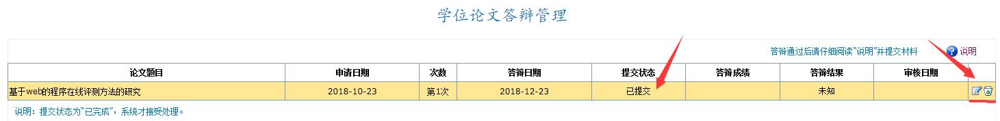 学位论文答辩管理
答辩通过后请仔细阅读“说明”并提交材料 ? 说明
论文题目 申请日期 次数 答辩日期 提交状态 答辩成绩 答辩结果 审核日期
基于web的程序在线评测方法的研究 2018-10-23 第1次 2018-12-23 已提交 未知
说明：提交状态为“已完成”，系统才接受处理。